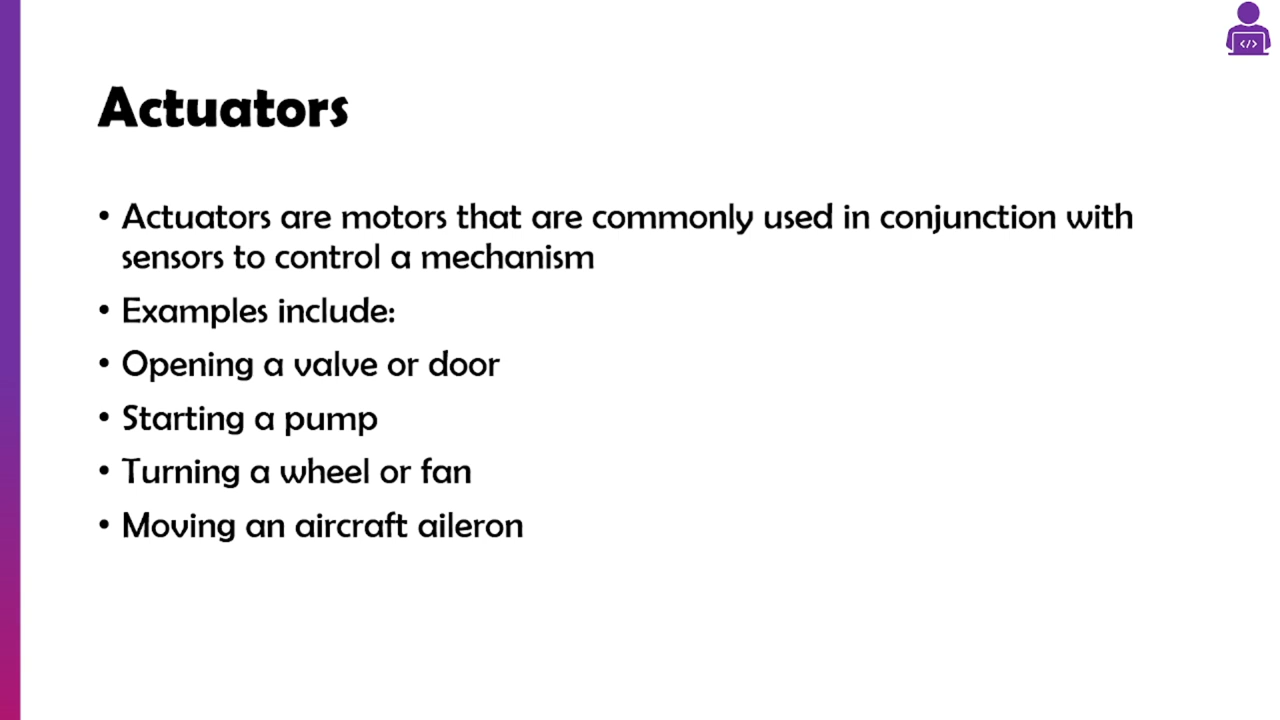 </>
Actuators
• Actuators are motors that are commonly used in conjunction with
sensors to control a mechanism
• Examples include:
• Opening a valve or door
• Starting a pump
• Turning a wheel or fan
• Moving an aircraft aileron